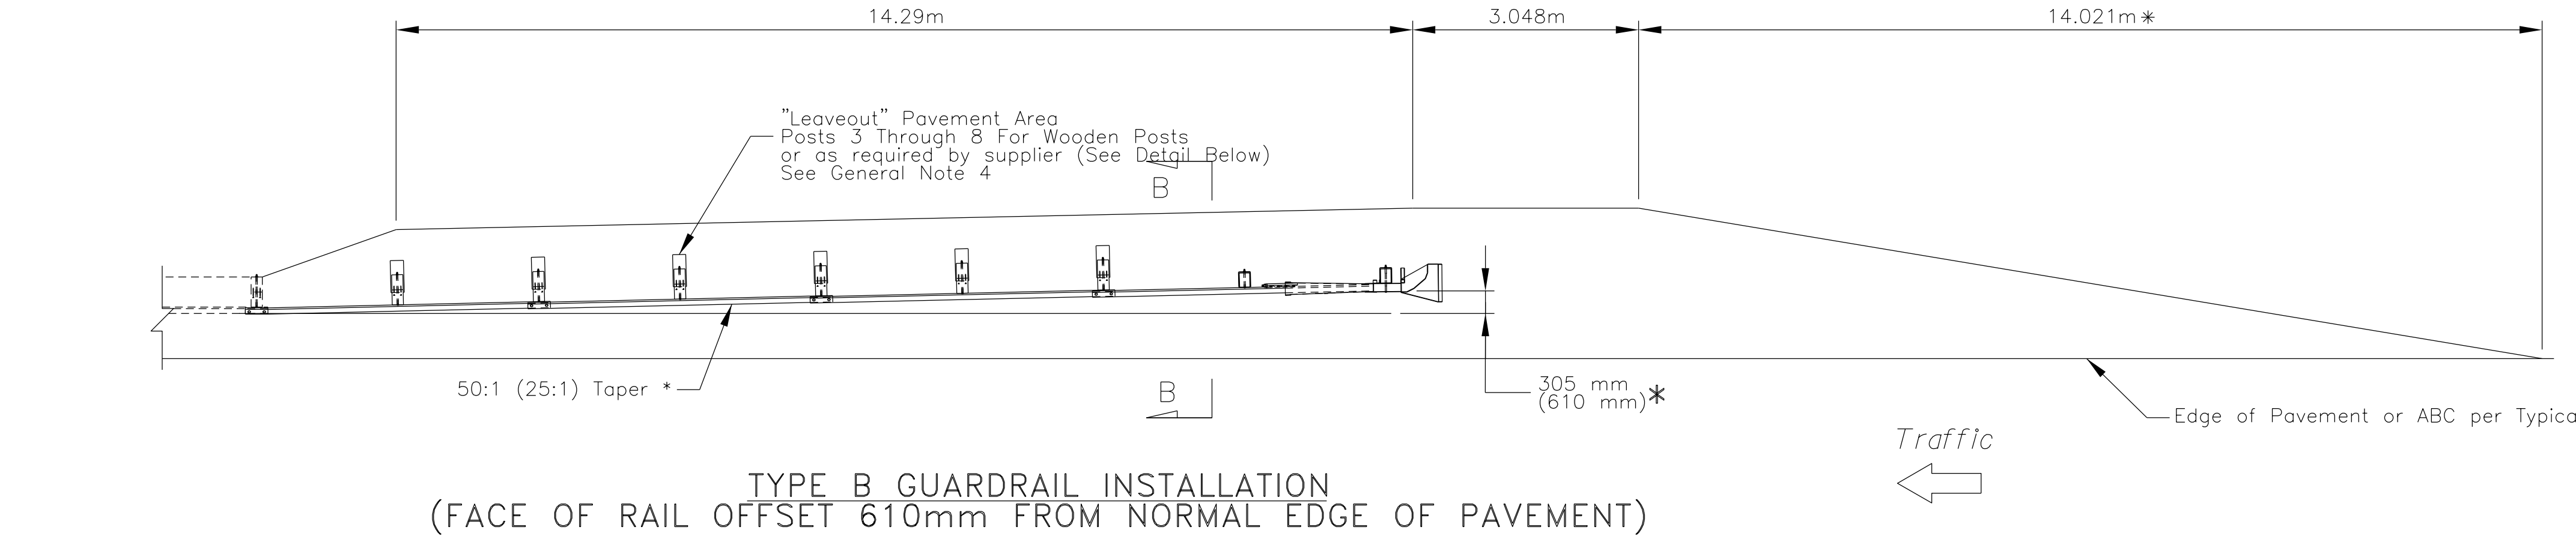 14.29m
3.048m
14.021m*
"Leaveout" Pavement Area
Posts 3 Through 8 For Wooden Posts
or as required by supplier (See Detail Below)
See General Note 4
B
50:1 (25:1) Taper *
B
305 mm
(610 mm)*
Edge of Pavement or ABC per Typica
Traffic
TYPE B GUARDRAIL INSTALLATION
(FACE OF RAIL OFFSET 610mm FROM NORMAL EDGE OF PAVEMENT)